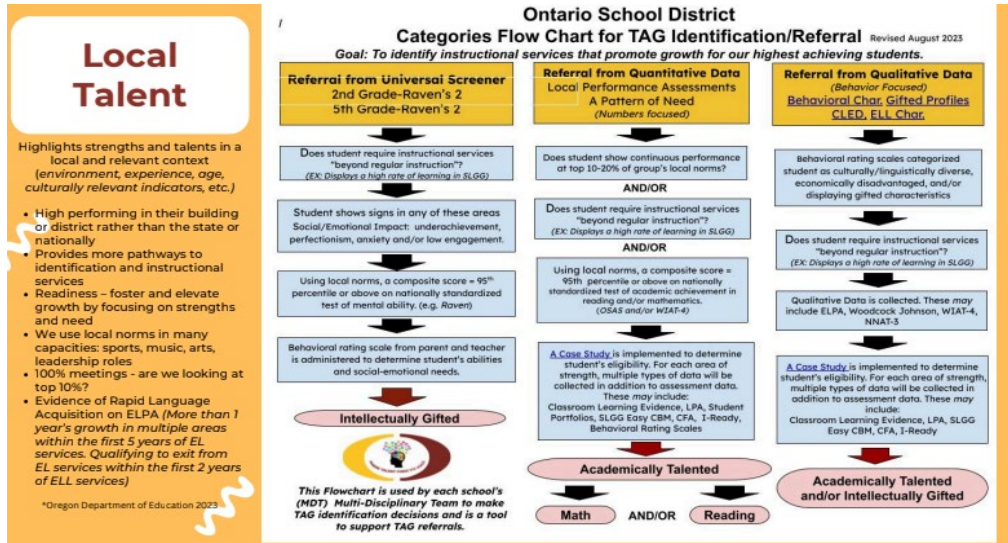 Local
Talent
Highlights strengths and talents in a
local and relevant context
(environment, experience, age,
culturally relevant indicators, etc.)
• High performing in their building
or district rather than the state or
nationally
• Provides more pathways to
identification and instructional
services
• Readiness – foster and elevate
growth by focusing on strengths
and need
• We use local norms in many
capacities: sports, music, arts,
leadership roles
• 100% meetings - are we looking at
top 10%?
• Evidence of Rapid Language
Acquisition on ELPA (More than 1
year's growth in multiple areas
within the first 5 years of EL
services. Qualifying to exit from
EL services within the first 2 years
of ELL services)
*Oregon Department of Education 2023
/
Ontario School District
Categories Flow Chart for TAG Identification/Referral Revised August 2023
Goal: To identify instructional services that promote growth for our highest achieving students.
Referral from Universal Screener
2nd Grade-Raven's 2
5th Grade-Raven's 2
Does student require instructional services
"beyond regular instruction"?
(EX: Displays a high rate of learning in SLGG)
Student shows signs in any of these areas
Social/Emotional Impact: underachievement,
perfectionism, anxiety and/or low engagement.
Using local norms, a composite score = 95th
percentile or above on nationally standardized
test of mental ability. (e.g. Raven)
Behavioral rating scale from parent and teacher
is administered to determine student's abilities
and social-emotional needs.
Intellectually Gifted
This Flowchart is used by each school's
(MDT) Multi-Disciplinary Team to make
TAG identification decisions and is a tool
to support TAG referrals.
Referral from Quantitative Data
Local Performance Assessments
A Pattern of Need
(Numbers focused)
Does student show continuous performance
at top 10-20% of group's local norms?
AND/OR
Does student require instructional services
"beyond regular instruction"?
(EX: Displays a high rate of learning in SLGG)
AND/OR
Using local norms, a composite score =
95th percentile or above on nationally
standardized test of academic achievement in
reading and/or mathematics.
(OSAS and/or WIAT-4)
A Case Study is implemented to determine
student's eligibility. For each area of
strength, multiple types of data will be
collected in addition to assessment data.
These may include:
Classroom Learning Evidence, LPA, Student
Portfolios, SLGG Easy CBM, CFA, I-Ready,
Behavioral Rating Scales
Academically Talented
Math AND/OR Reading
Referral from Qualitative Data
(Behavior Focused)
Behavioral Char. Gifted Profiles
CLED, ELL Char.
Behavioral rating scales categorized
student as culturally/linguistically diverse,
economically disadvantaged, and/or
displaying gifted characteristics
Does student require instructional services
"beyond regular instruction"?
(EX: Displays a high rate of learning in SLGG)
Qualitative Data is collected. These may
include ELPA, Woodcock Johnson, WIAT-4,
NNAT-3
A Case Study is implemented to determine
student's eligibility. For each area of strength,
multiple types of data will be collected in
addition to assessment data. These may
include:
Classroom Learning Evidence, LPA, SLGG
Easy CBM, CFA, I-Ready
Academically Talented
and/or Intellectually Gifted